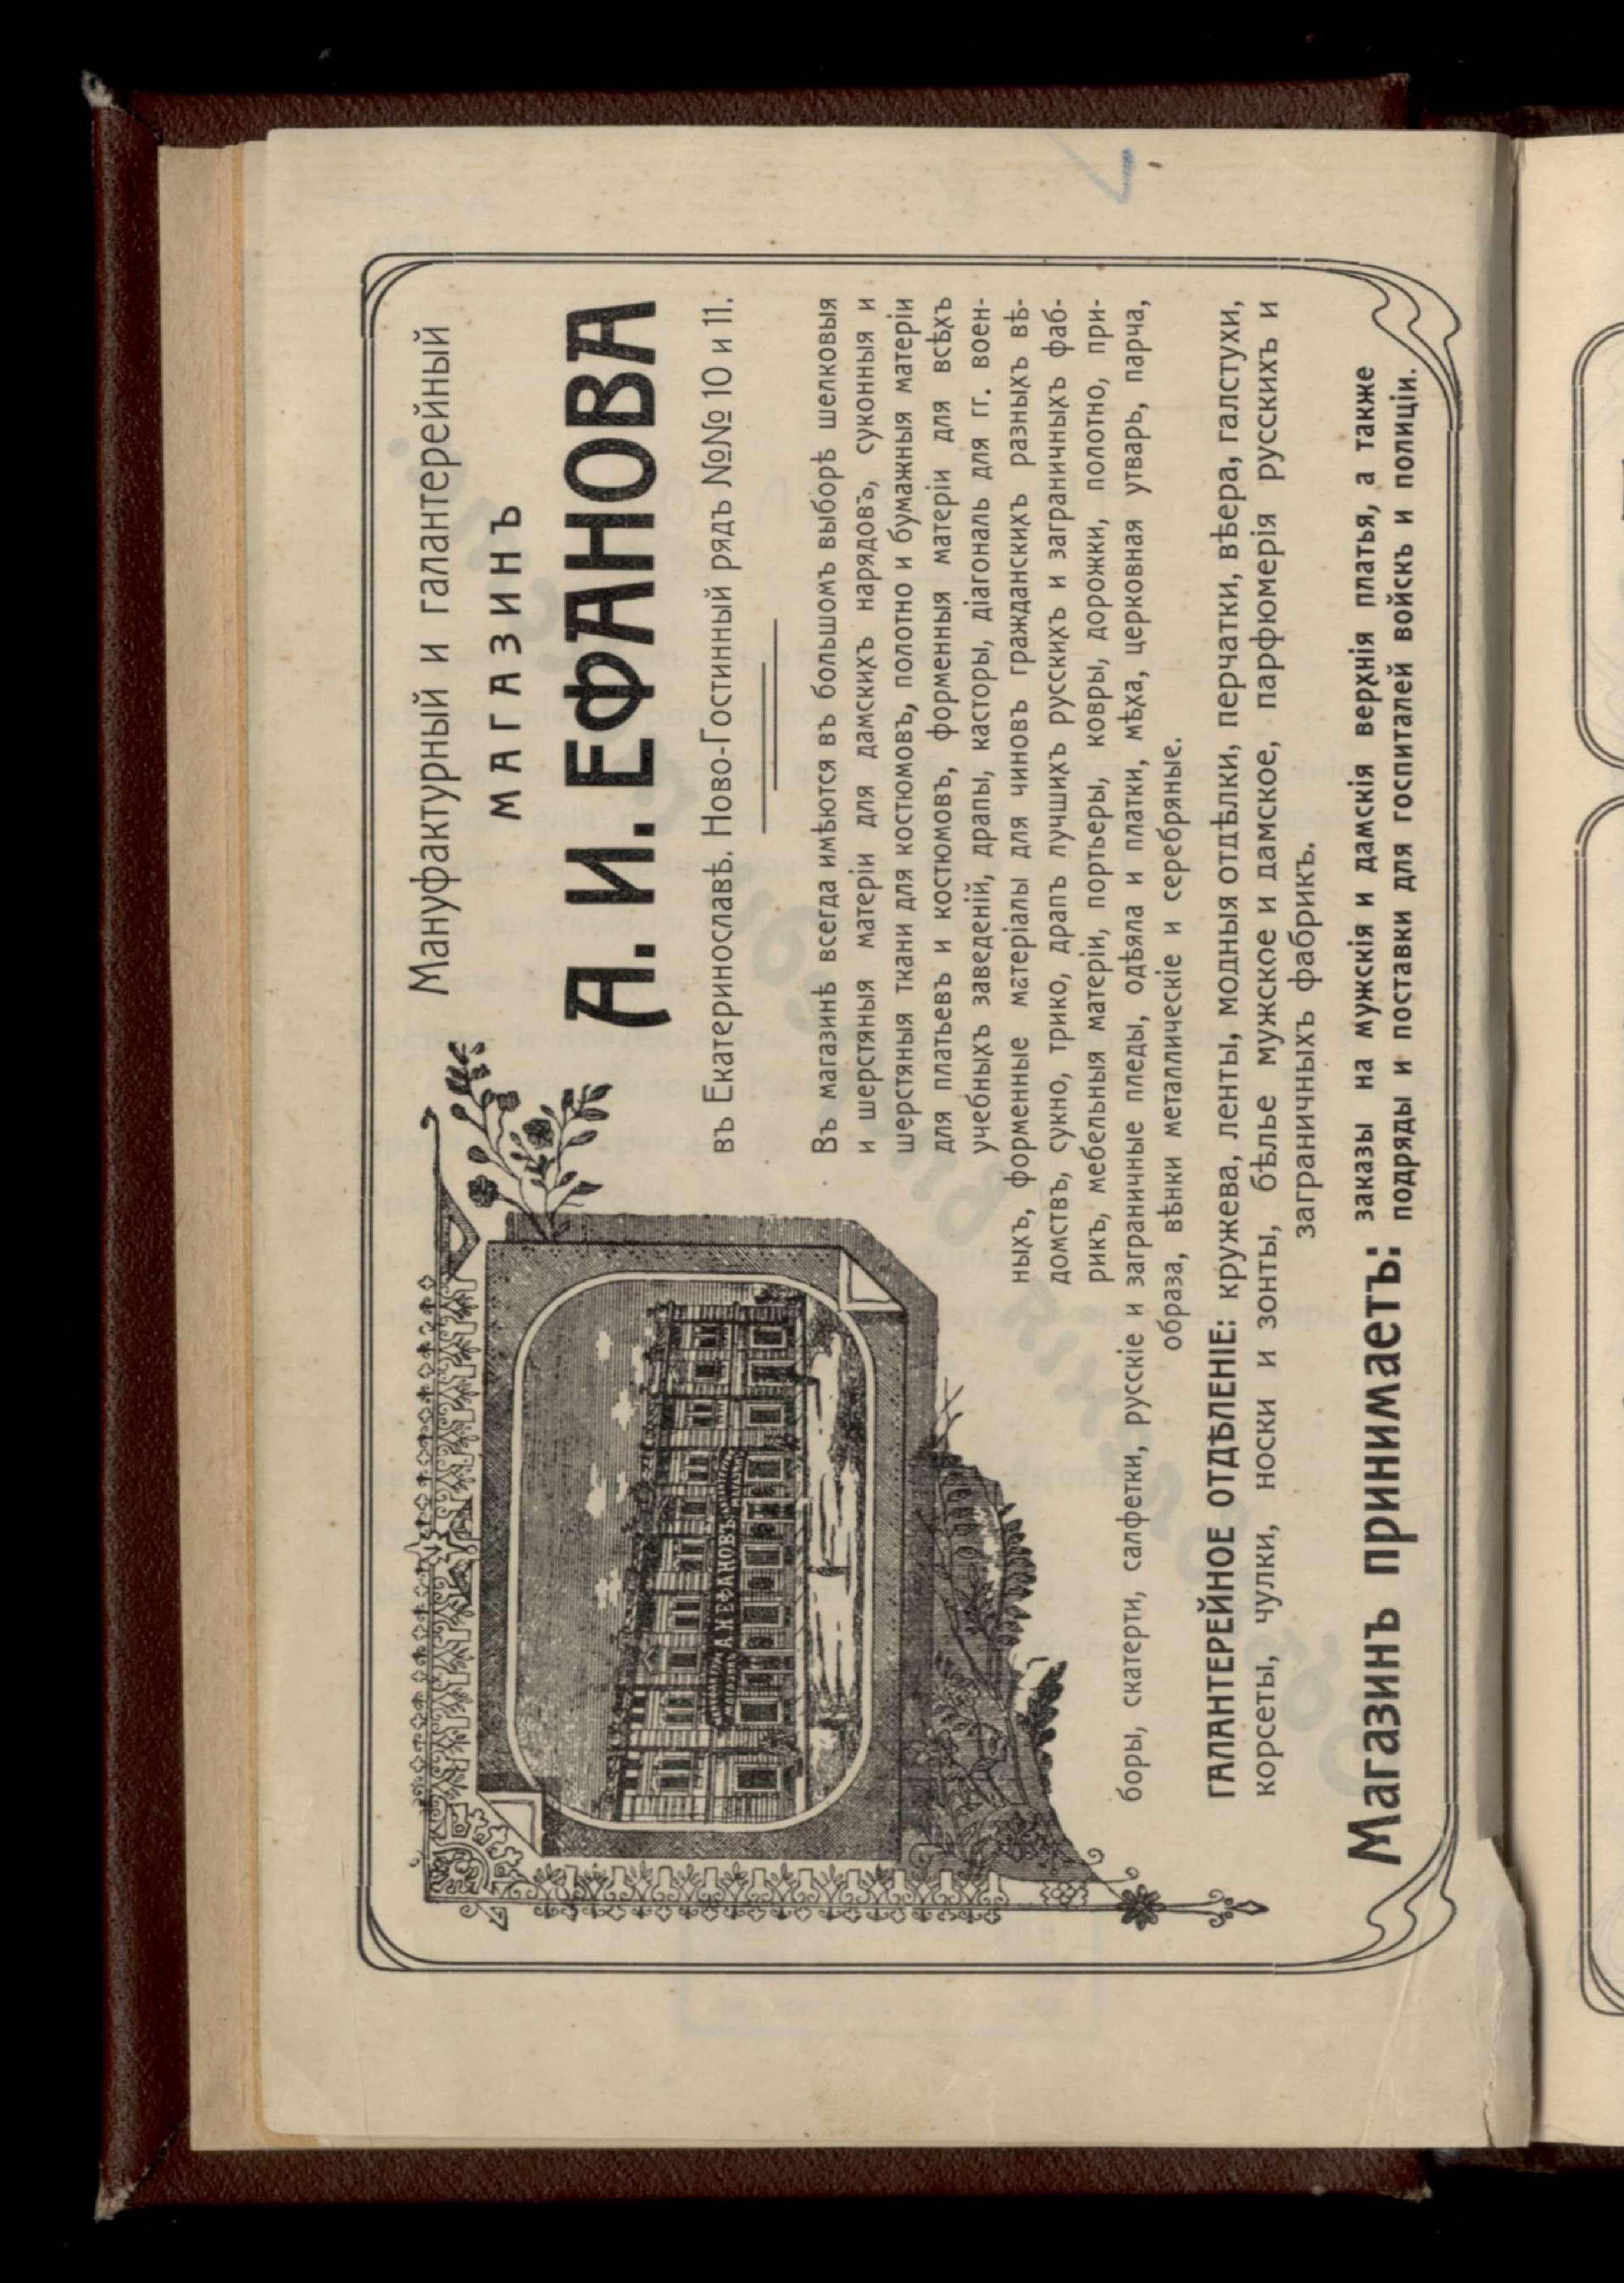 Мануфактурный и галантерейный
МАГАЗИНЪ
А. И. ЕФАНОВА
въ Екатеринославѣ. Ново-Гостинный рядъ №№ 10 и 11.
А. И. ЕФАНОВЪ
Въ магазинѣ всегда имѣются въ большомъ выборѣ шелковыя
и шерстяныя матеріи для дамскихъ нарядовъ, суконныя и
шерстяныя ткани для костюмовъ, полотно и бумажныя матеріи
для платьевъ и костюмовъ, форменныя матеріи для всѣхъ
учебныхъ заведеній, драпы, касторы, діагональ для гг. воен-
ныхъ, форменные матеріалы для чиновъ гражданскихъ разныхъ вѣ-
домствъ, сукно, трико, драпъ лучшихъ русскихъ и заграничныхъ фаб-
рикъ, мебельныя матеріи, портьеры, ковры, дорожки, полотно, при-
боры, скатерти, салфетки, русскіе и заграничные пледы, одѣяла и платки, мѣха, церковная утварь, парча,
образа, вѣнки металлическіе и серебряные.
ГАЛАНТЕРЕЙНОЕ ОТДѢЛЕНІЕ: кружева, ленты, модныя отдѣлки, перчатки, вѣера, галстухи,
корсеты, чулки, носки и зонты, бѣлье мужское и дамское, парфюмерія русскихъ и
заграничныхъ фабрикъ.
Магазинъ принимаетъ: заказы на мужскія и дамскія верхнія платья, а также
подряды и поставки для госпиталей войскъ и полиціи.